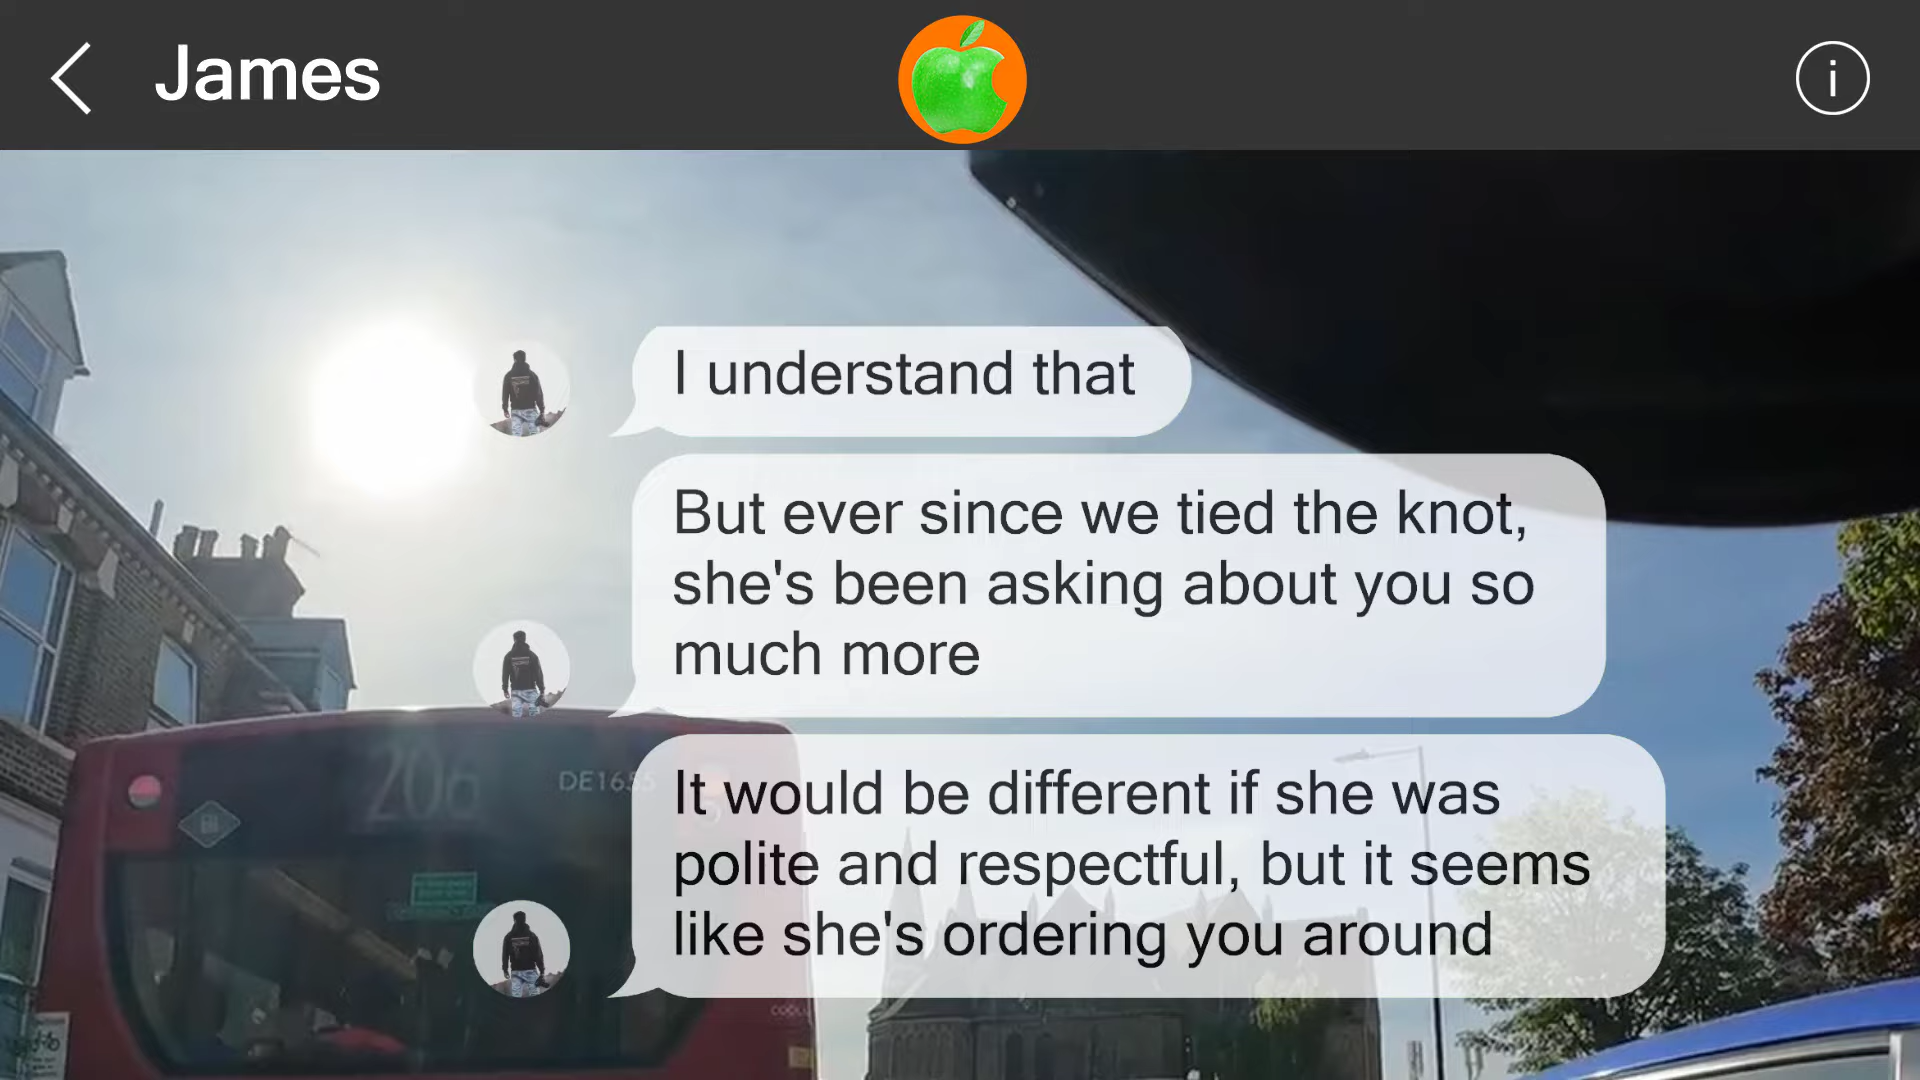 James
i
I understand that
But ever since we tied the knot,
she's been asking about you so
much more
206
DE1655
It would be different if she was
polite and respectful, but it seems
like she's ordering you around